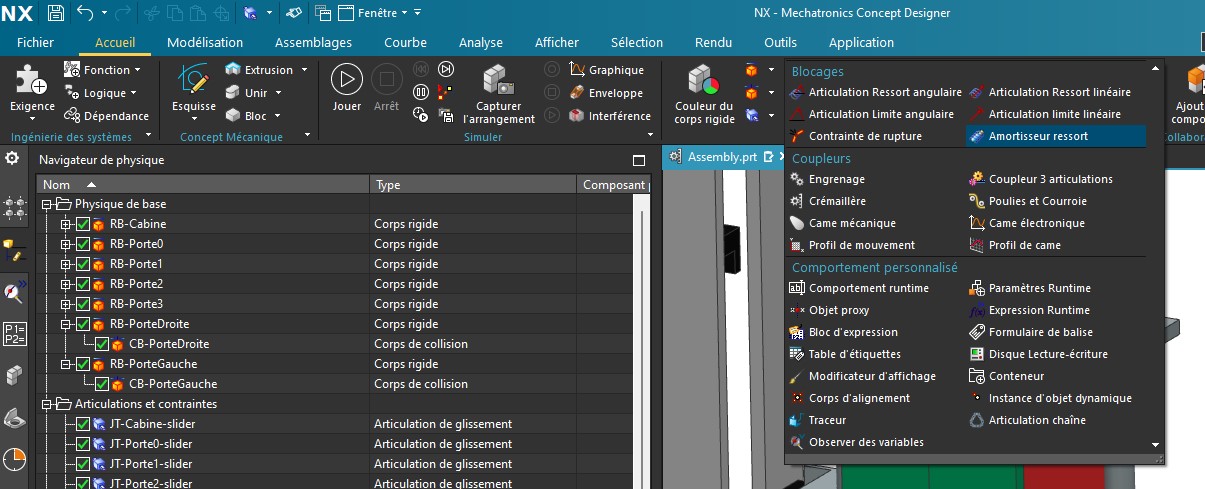 NX Fenêtre NX - Mechatronics Concept Designer
Fichier Accueil Modélisation Assemblages Courbe Analyse Afficher Sélection Rendu Outils Application
Exigence
Fonction
Logique
Dépendance
Ingénierie des systèmes
Esquisse
Extrusion
Unir
Bloc
Concept Mécanique
Jouer
Arrêt
Capturer
l'arrangement
Graphique
Enveloppe
Interférence
Simuler
Couleur du
corps rigide
Blocages
Articulation Ressort angulaire Articulation Ressort linéaire
Articulation Limite angulaire Articulation limite linéaire
Contrainte de rupture Amortisseur ressort
Coupleurs
Engrenage Coupleur 3 articulations
Crémaillère Poulies et Courroie
Came mécanique Came électronique
Profil de mouvement Profil de came
Comportement personnalisé
Comportement runtime Paramètres Runtime
Objet proxy Expression Runtime
Bloc d'expression Formulaire de balise
Table d'étiquettes Disque Lecture-écriture
Modificateur d'affichage Conteneur
Corps d'alignement Instance d'objet dynamique
Traceur Articulation chaîne
Observer des variables
Navigateur de physique
Assembly.prt
Nom Type Composant
Physique de base
RB-Cabine Corps rigide
RB-Porte0 Corps rigide
RB-Porte1 Corps rigide
RB-Porte2 Corps rigide
RB-Porte3 Corps rigide
RB-PorteDroite Corps rigide
CB-PorteDroite Corps de collision
RB-PorteGauche Corps rigide
CB-PorteGauche Corps de collision
Articulations et contraintes
JT-Cabine-slider Articulation de glissement
JT-Porte0-slider Articulation de glissement
JT-Porte1-slider Articulation de glissement
JT-Porte2-slider Articulation de glissement
P1=
P2=